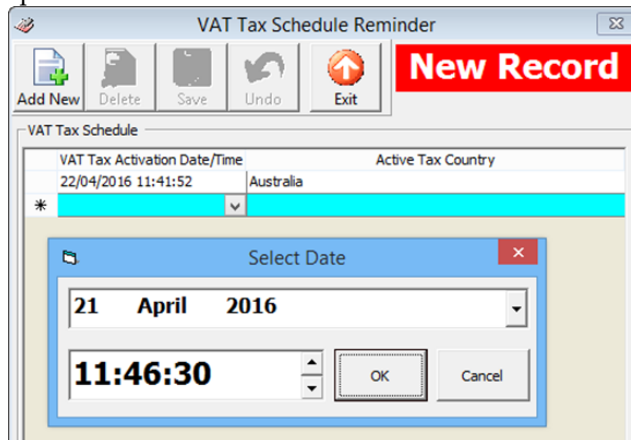 VAT Tax Schedule Reminder
New Record
Add New Delete Save Undo Exit
VAT Tax Schedule
VAT Tax Activation Date/Time Active Tax Country
22/04/2016 11:41:52 Australia
*
Select Date
21 April 2016
11:46:30 OK Cancel